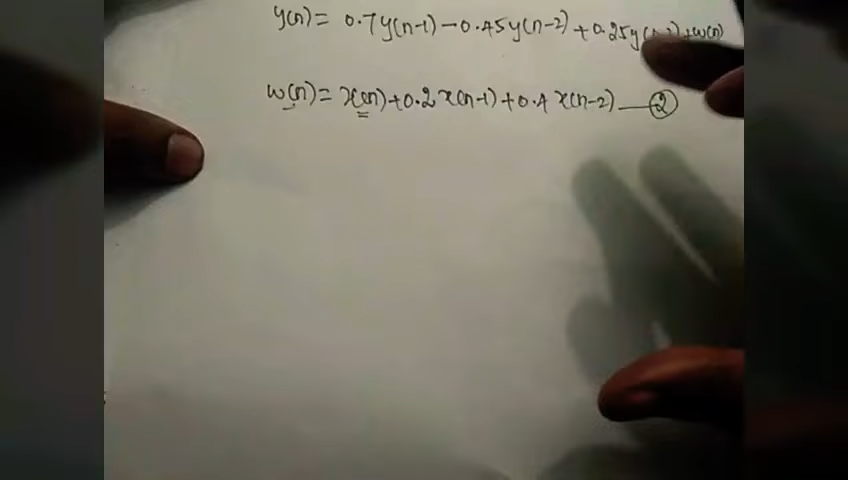 y(n) = 0.7y(n-1) - 0.45y(n-2) + 0.25y( + w(n)
w(n) = x(n) + 0.2x(n-1) + 0.4x(n-2) — 2